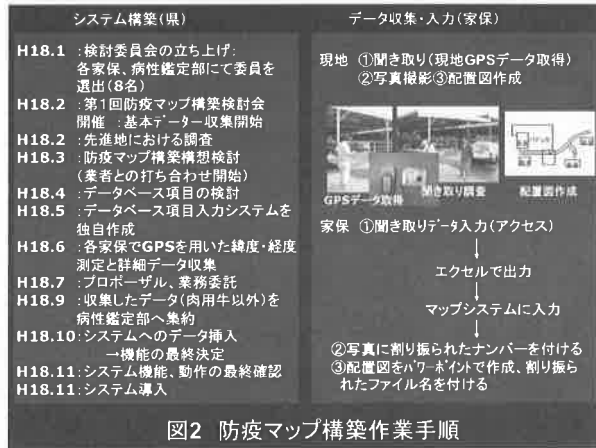 システム構築(県)
H18.1 :検討委員会の立ち上げ:
各家保、病性鑑定部にて委員を
選出(8名)
H18.2 :第1回防疫マップ構築検討会
開催 :基本ﾃﾞｰﾀー収集開始
H18.2 :先進地における調査
H18.3 :防疫マップ構築構想検討
(業者との打ち合わせ開始)
H18.4 :データベース項目の検討
H18.5 :データベース項目入力システムを
独自作成
H18.6 :各家保でGPSを用いた緯度・経度
測定と詳細データ収集
H18.7 :プロポーザル、業務委託
H18.9 :収集したデータ(肉用牛以外)を
病性鑑定部へ集約
H18.10:システムへのデータ挿入
→機能の最終決定
H18.11:システム機能、動作の最終確認
H18.11:システム導入
データ収集・入力(家保)
現地 ①聞き取り(現地GPSデータ取得)
②写真撮影③配置図作成
GPSデータ取得 聞き取り調査 配置図作成
家保 ①聞き取りﾃﾞｰﾀ入力(アクセス)
↓
エクセルで出力
↓
マップシステムに入力
↓
②写真に割り振られたナンバーを付ける
③配置図をﾊﾟﾜｰﾎﾟｲﾝﾄで作成、割り振ら
れたファイル名を付ける
図2 防疫マップ構築作業手順